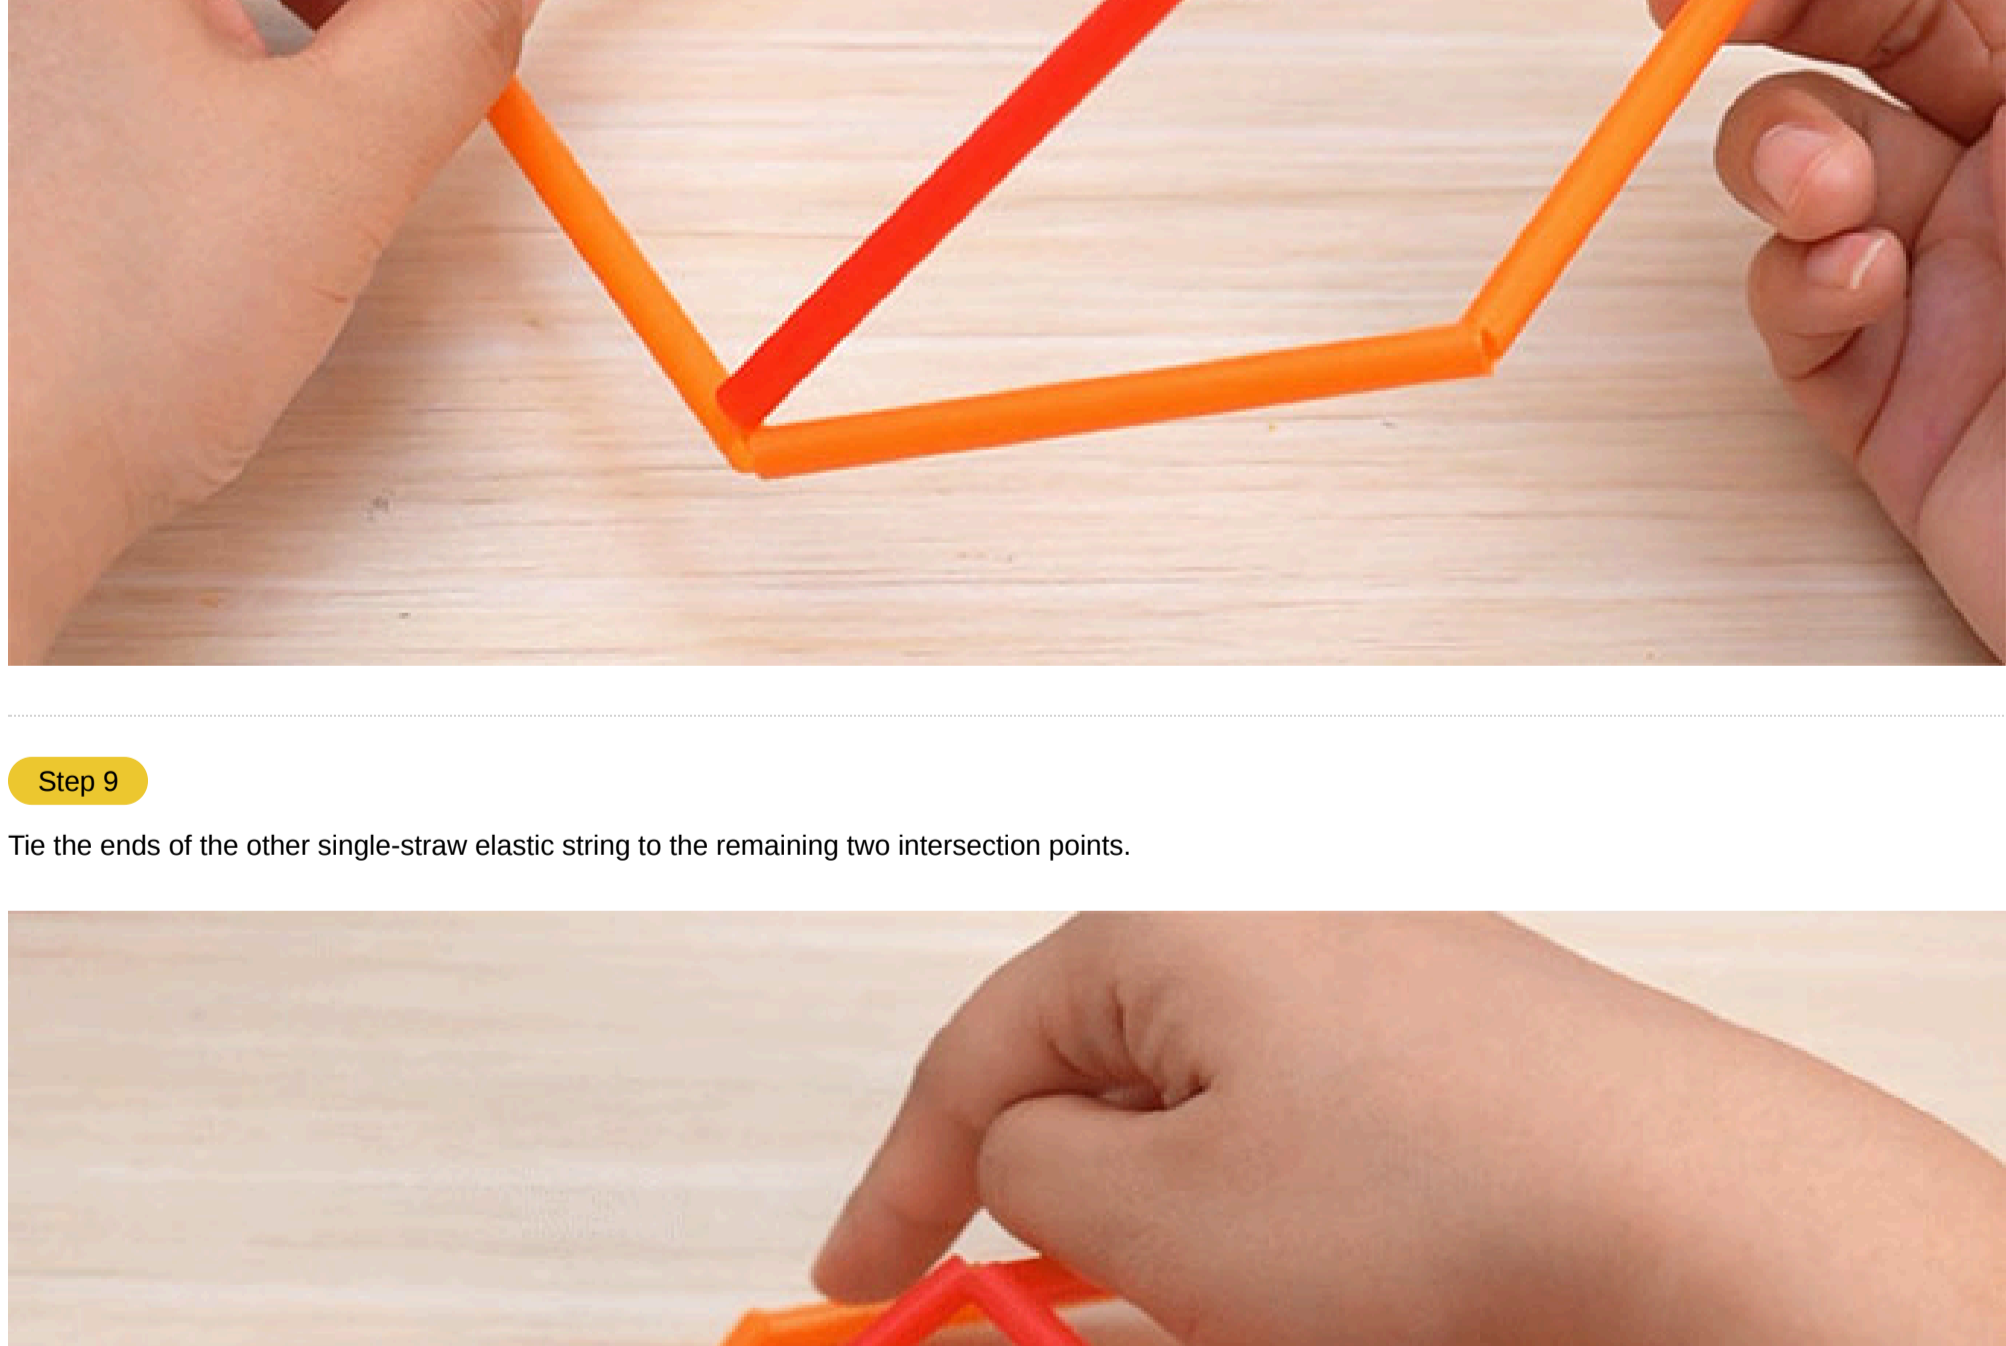 Step 9
Tie the ends of the other single-straw elastic string to the remaining two intersection points.